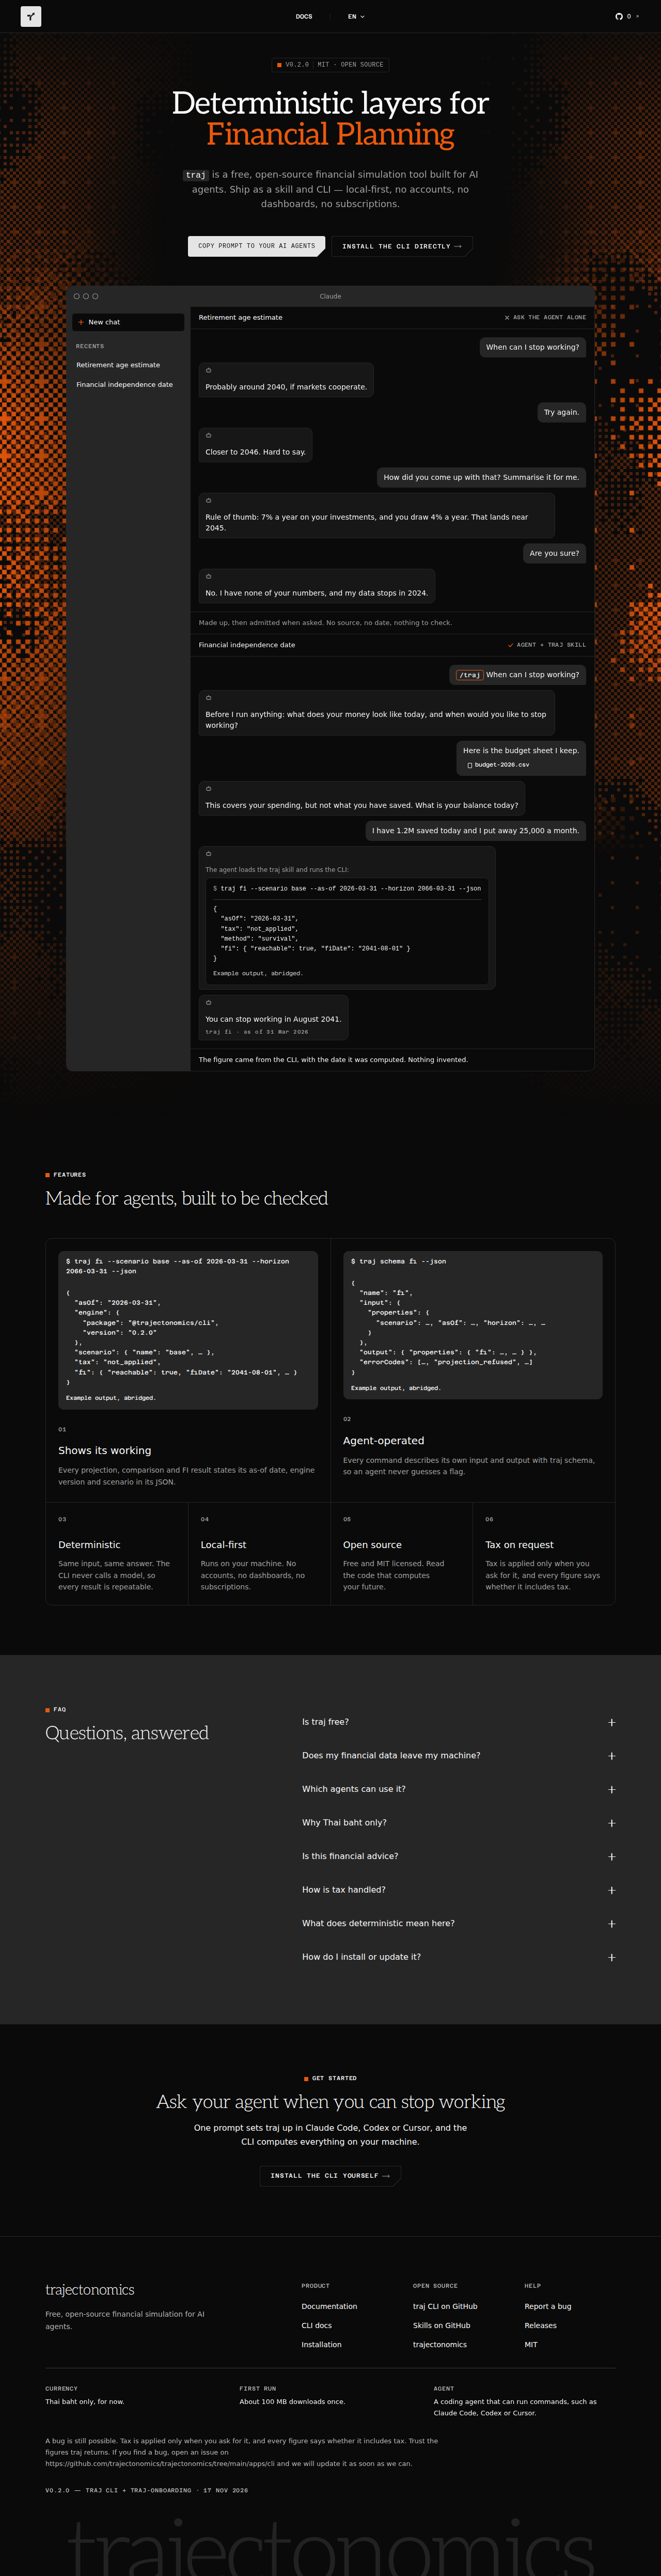 DOCS
EN
0
V0.2.0 | MIT · OPEN SOURCE
Deterministic layers for
Financial Planning
traj is a free, open-source financial simulation tool built for AI
agents. Ship as a skill and CLI — local-first, no accounts, no
dashboards, no subscriptions.
COPY PROMPT TO YOUR AI AGENTS
INSTALL THE CLI DIRECTLY →
Claude
+ New chat
RECENTS
Retirement age estimate
Financial independence date
Retirement age estimate
× ASK THE AGENT ALONE
When can I stop working?
Probably around 2040, if markets cooperate.
Try again.
Closer to 2046. Hard to say.
How did you come up with that? Summarise it for me.
Rule of thumb: 7% a year on your investments, and you draw 4% a year. That lands near
2045.
Are you sure?
No. I have none of your numbers, and my data stops in 2024.
Made up, then admitted when asked. No source, no date, nothing to check.
Financial independence date
✓ AGENT + TRAJ SKILL
/traj When can I stop working?
Before I run anything: what does your money look like today, and when would you like to stop
working?
Here is the budget sheet I keep.
budget-2026.csv
This covers your spending, but not what you have saved. What is your balance today?
I have 1.2M saved today and I put away 25,000 a month.
The agent loads the traj skill and runs the CLI:
$ traj fi --scenario base --as-of 2026-03-31 --horizon 2066-03-31 --json
{
"asOf": "2026-03-31",
"tax": "not_applied",
"method": "survival",
"fi": { "reachable": true, "fiDate": "2041-08-01" }
}
Example output, abridged.
You can stop working in August 2041.
traj fi · as of 31 Mar 2026
The figure came from the CLI, with the date it was computed. Nothing invented.
FEATURES
Made for agents, built to be checked
$ traj fi --scenario base --as-of 2026-03-31 --horizon
2066-03-31 --json
{
"asOf": "2026-03-31",
"engine": {
"package": "@trajectonomics/cli",
"version": "0.2.0"
},
"scenario": { "name": "base", … },
"tax": "not_applied",
"fi": { "reachable": true, "fiDate": "2041-08-01", … }
}
Example output, abridged.
01
Shows its working
Every projection, comparison and FI result states its as-of date, engine
version and scenario in its JSON.
$ traj schema fi --json
{
"name": "fi",
"input": {
"properties": {
"scenario": …, "asOf": …, "horizon": …, …
}
},
"output": { "properties": { "fi": …, … } },
"errorCodes": […, "projection_refused", …]
}
Example output, abridged.
02
Agent-operated
Every command describes its own input and output with traj schema,
so an agent never guesses a flag.
03
Deterministic
Same input, same answer. The
CLI never calls a model, so
every result is repeatable.
04
Local-first
Runs on your machine. No
accounts, no dashboards, no
subscriptions.
05
Open source
Free and MIT licensed. Read
the code that computes
your future.
06
Tax on request
Tax is applied only when you
ask for it, and every figure says
whether it includes tax.
FAQ
Questions, answered
Is traj free?
Does my financial data leave my machine?
Which agents can use it?
Why Thai baht only?
Is this financial advice?
How is tax handled?
What does deterministic mean here?
How do I install or update it?
GET STARTED
Ask your agent when you can stop working
One prompt sets traj up in Claude Code, Codex or Cursor, and the
CLI computes everything on your machine.
INSTALL THE CLI YOURSELF →
trajectonomics
Free, open-source financial simulation for AI
agents.
PRODUCT
Documentation
CLI docs
Installation
OPEN SOURCE
traj CLI on GitHub
Skills on GitHub
trajectonomics
HELP
Report a bug
Releases
MIT
CURRENCY
Thai baht only, for now.
FIRST RUN
About 100 MB downloads once.
AGENT
A coding agent that can run commands, such as
Claude Code, Codex or Cursor.
A bug is still possible. Tax is applied only when you ask for it, and every figure says whether it includes tax. Trust the
figures traj returns. If you find a bug, open an issue on
https://github.com/trajectonomics/trajectonomics/tree/main/apps/cli and we will update it as soon as we can.
V0.2.0 — TRAJ CLI + TRAJ-ONBOARDING · 17 NOV 2026
trajectonomics